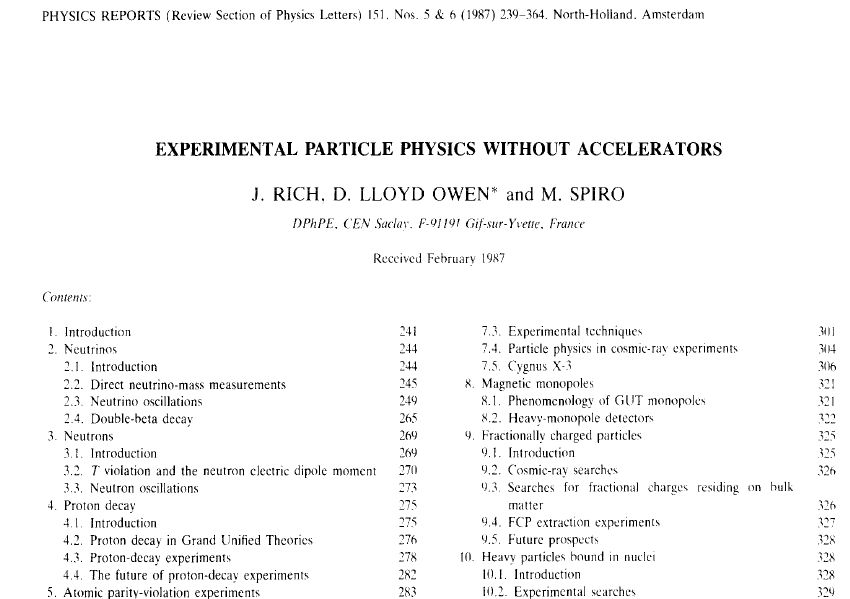 PHYSICS REPORTS (Review Section of Physics Letters) 151, Nos. 5 & 6 (1987) 239–364. North-Holland, Amsterdam
EXPERIMENTAL PARTICLE PHYSICS WITHOUT ACCELERATORS
J. RICH, D. LLOYD OWEN* and M. SPIRO
DPhPE, CEN Saclay, F-91191 Gif-sur-Yvette, France
Received February 1987
Contents:
1. Introduction 241
2. Neutrinos 244
2.1. Introduction 244
2.2. Direct neutrino-mass measurements 245
2.3. Neutrino oscillations 249
2.4. Double-beta decay 265
3. Neutrons 269
3.1. Introduction 269
3.2. T violation and the neutron electric dipole moment 270
3.3. Neutron oscillations 273
4. Proton decay 275
4.1. Introduction 275
4.2. Proton decay in Grand Unified Theories 276
4.3. Proton-decay experiments 278
4.4. The future of proton-decay experiments 282
5. Atomic parity-violation experiments 283
7.3. Experimental techniques 301
7.4. Particle physics in cosmic-ray experiments 304
7.5. Cygnus X-3 306
8. Magnetic monopoles 321
8.1. Phenomenology of GUT monopoles 321
8.2. Heavy-monopole detectors 322
9. Fractionally charged particles 325
9.1. Introduction 325
9.2. Cosmic-ray searches 326
9.3. Searches for fractional charges residing on bulk
matter 326
9.4. FCP extraction experiments 327
9.5. Future prospects 328
10. Heavy particles bound in nuclei 328
10.1. Introduction 328
10.2. Experimental searches 329